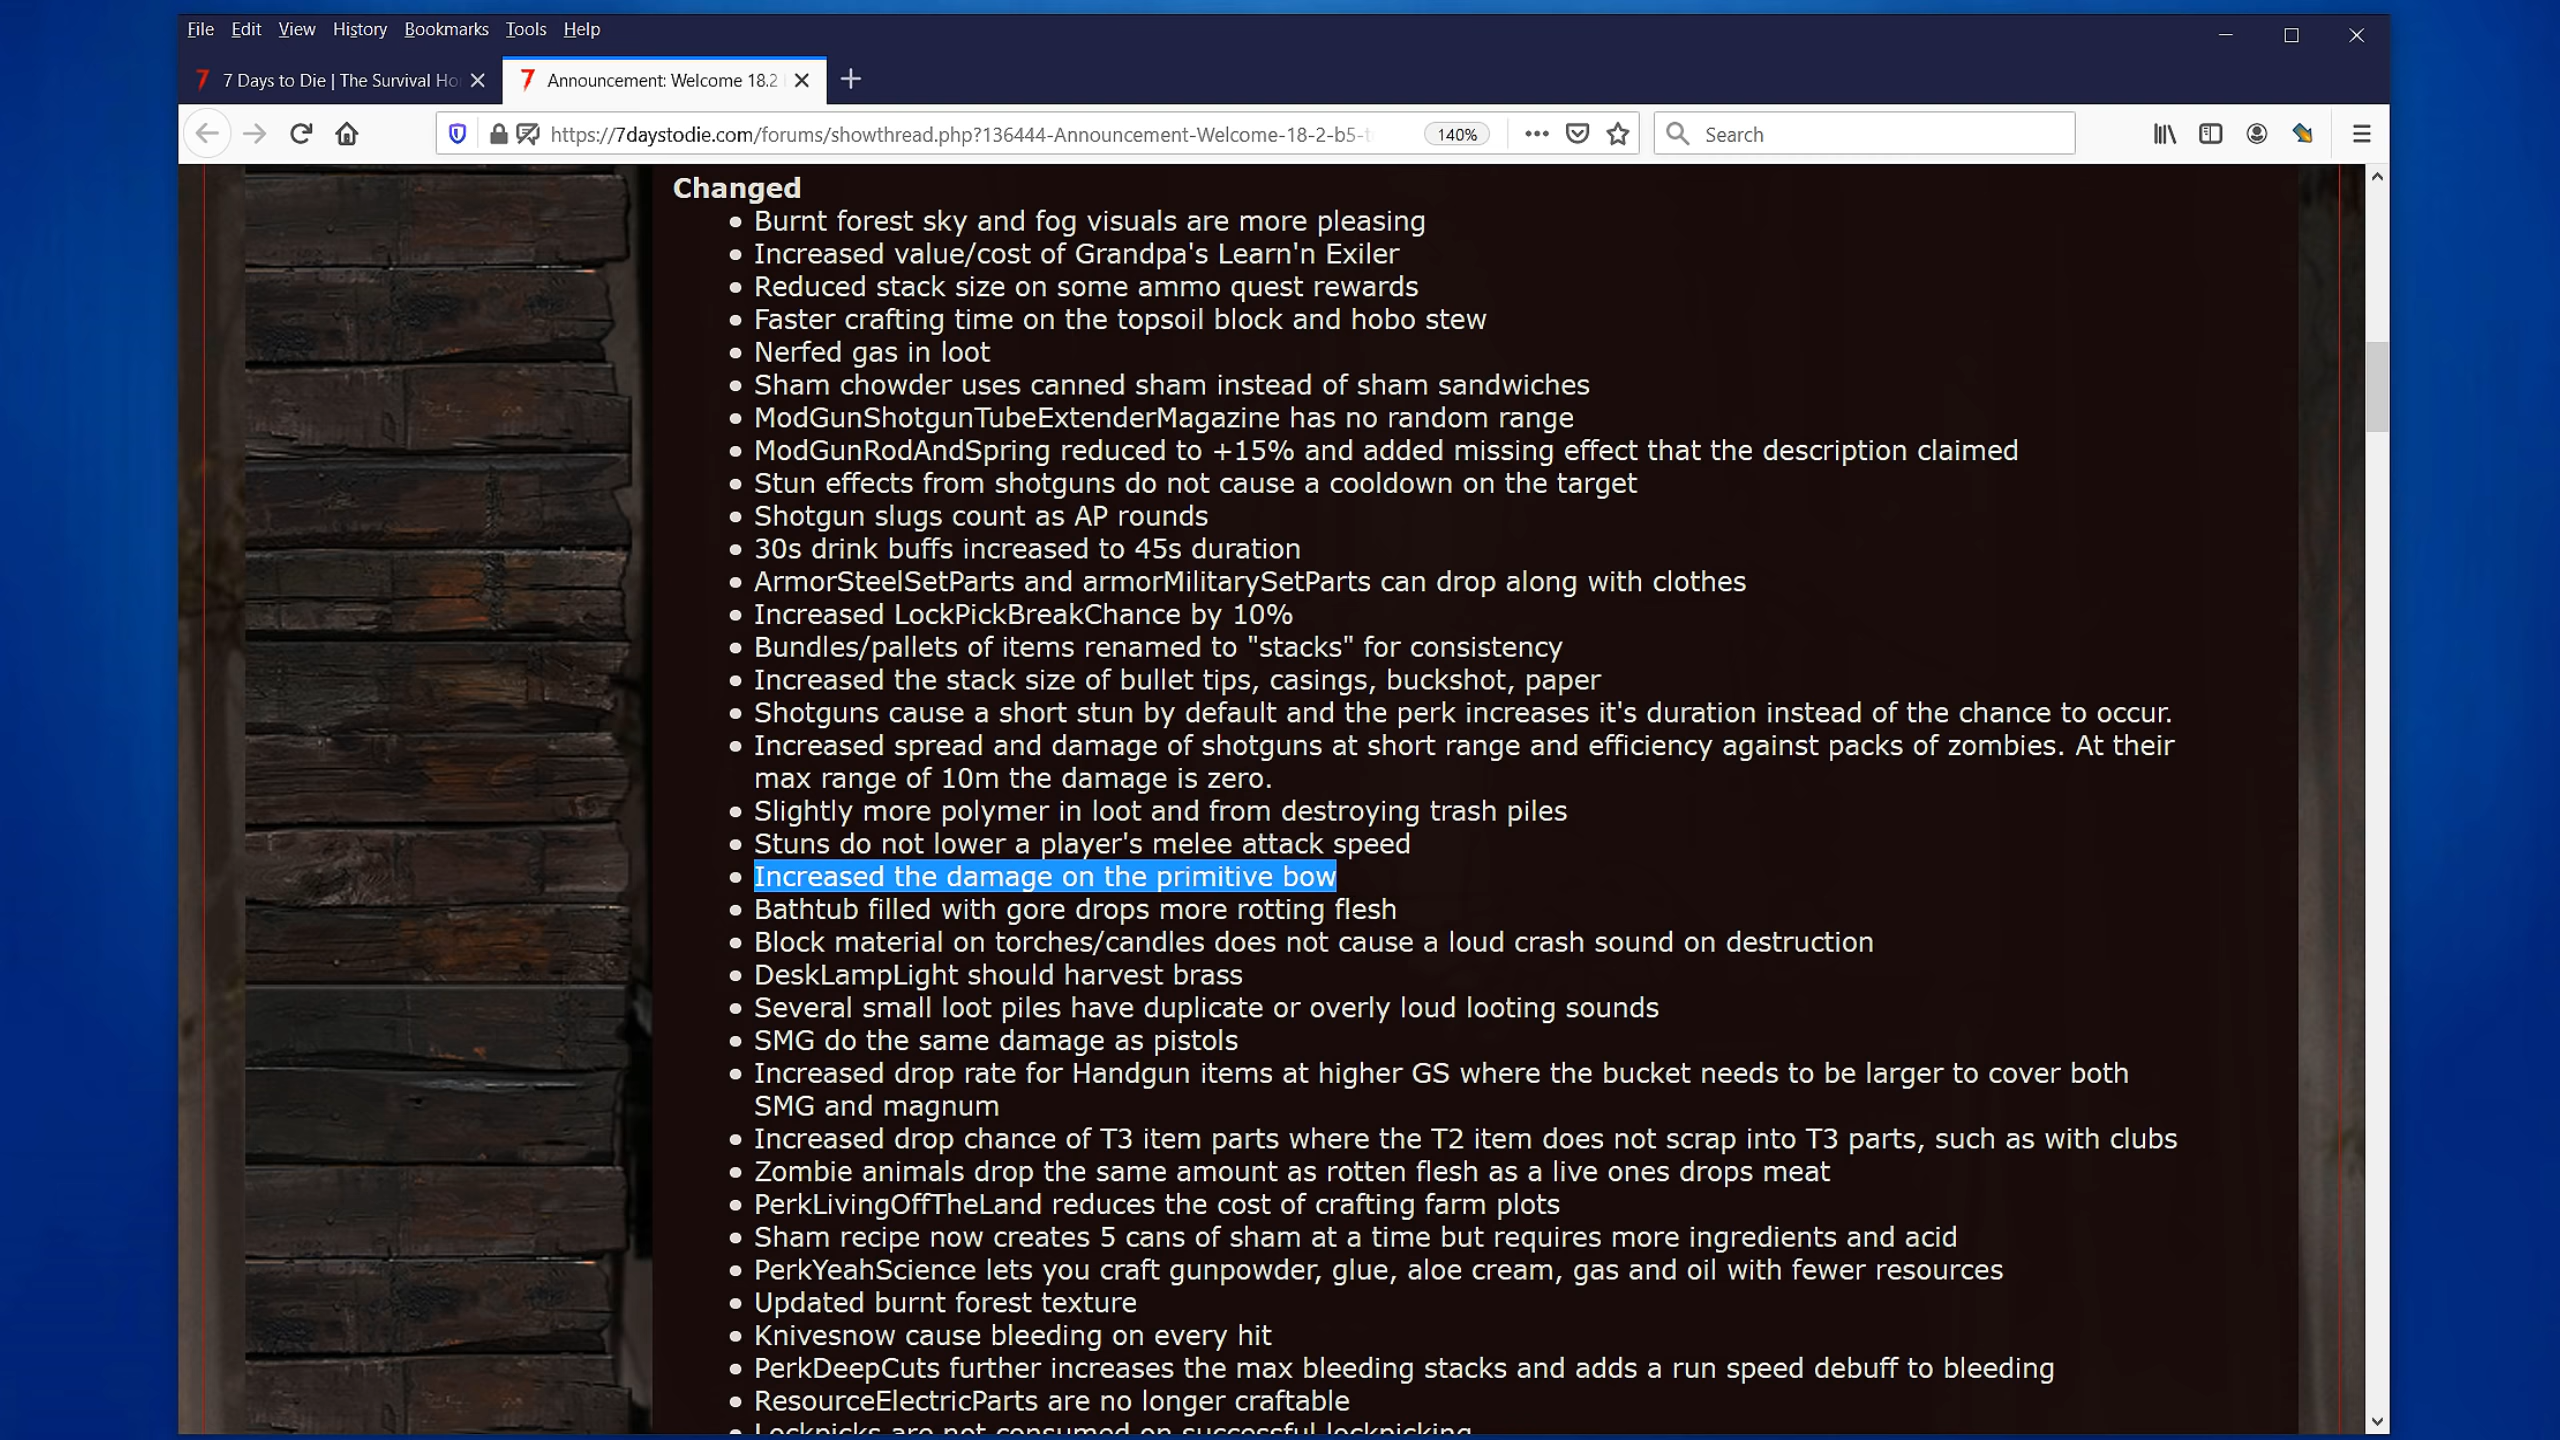 File Edit View History Bookmarks Tools Help
7 Days to Die | The Survival Ho
Announcement: Welcome 18.2
https://7daystodie.com/forums/showthread.php?136444-Announcement-Welcome-18-2-b5-t
140%
Search
Changed
Burnt forest sky and fog visuals are more pleasing
Increased value/cost of Grandpa's Learn'n Exiler
Reduced stack size on some ammo quest rewards
Faster crafting time on the topsoil block and hobo stew
Nerfed gas in loot
Sham chowder uses canned sham instead of sham sandwiches
ModGunShotgunTubeExtenderMagazine has no random range
ModGunRodAndSpring reduced to +15% and added missing effect that the description claimed
Stun effects from shotguns do not cause a cooldown on the target
Shotgun slugs count as AP rounds
30s drink buffs increased to 45s duration
ArmorSteelSetParts and armorMilitarySetParts can drop along with clothes
Increased LockPickBreakChance by 10%
Bundles/pallets of items renamed to "stacks" for consistency
Increased the stack size of bullet tips, casings, buckshot, paper
Shotguns cause a short stun by default and the perk increases it's duration instead of the chance to occur.
Increased spread and damage of shotguns at short range and efficiency against packs of zombies. At their
max range of 10m the damage is zero.
Slightly more polymer in loot and from destroying trash piles
Stuns do not lower a player's melee attack speed
Increased the damage on the primitive bow
Bathtub filled with gore drops more rotting flesh
Block material on torches/candles does not cause a loud crash sound on destruction
DeskLampLight should harvest brass
Several small loot piles have duplicate or overly loud looting sounds
SMG do the same damage as pistols
Increased drop rate for Handgun items at higher GS where the bucket needs to be larger to cover both
SMG and magnum
Increased drop chance of T3 item parts where the T2 item does not scrap into T3 parts, such as with clubs
Zombie animals drop the same amount as rotten flesh as a live ones drops meat
PerkLivingOffTheLand reduces the cost of crafting farm plots
Sham recipe now creates 5 cans of sham at a time but requires more ingredients and acid
PerkYeahScience lets you craft gunpowder, glue, aloe cream, gas and oil with fewer resources
Updated burnt forest texture
Knivesnow cause bleeding on every hit
PerkDeepCuts further increases the max bleeding stacks and adds a run speed debuff to bleeding
ResourceElectricParts are no longer craftable
Lockpicks are not consumed on successful lockpicking